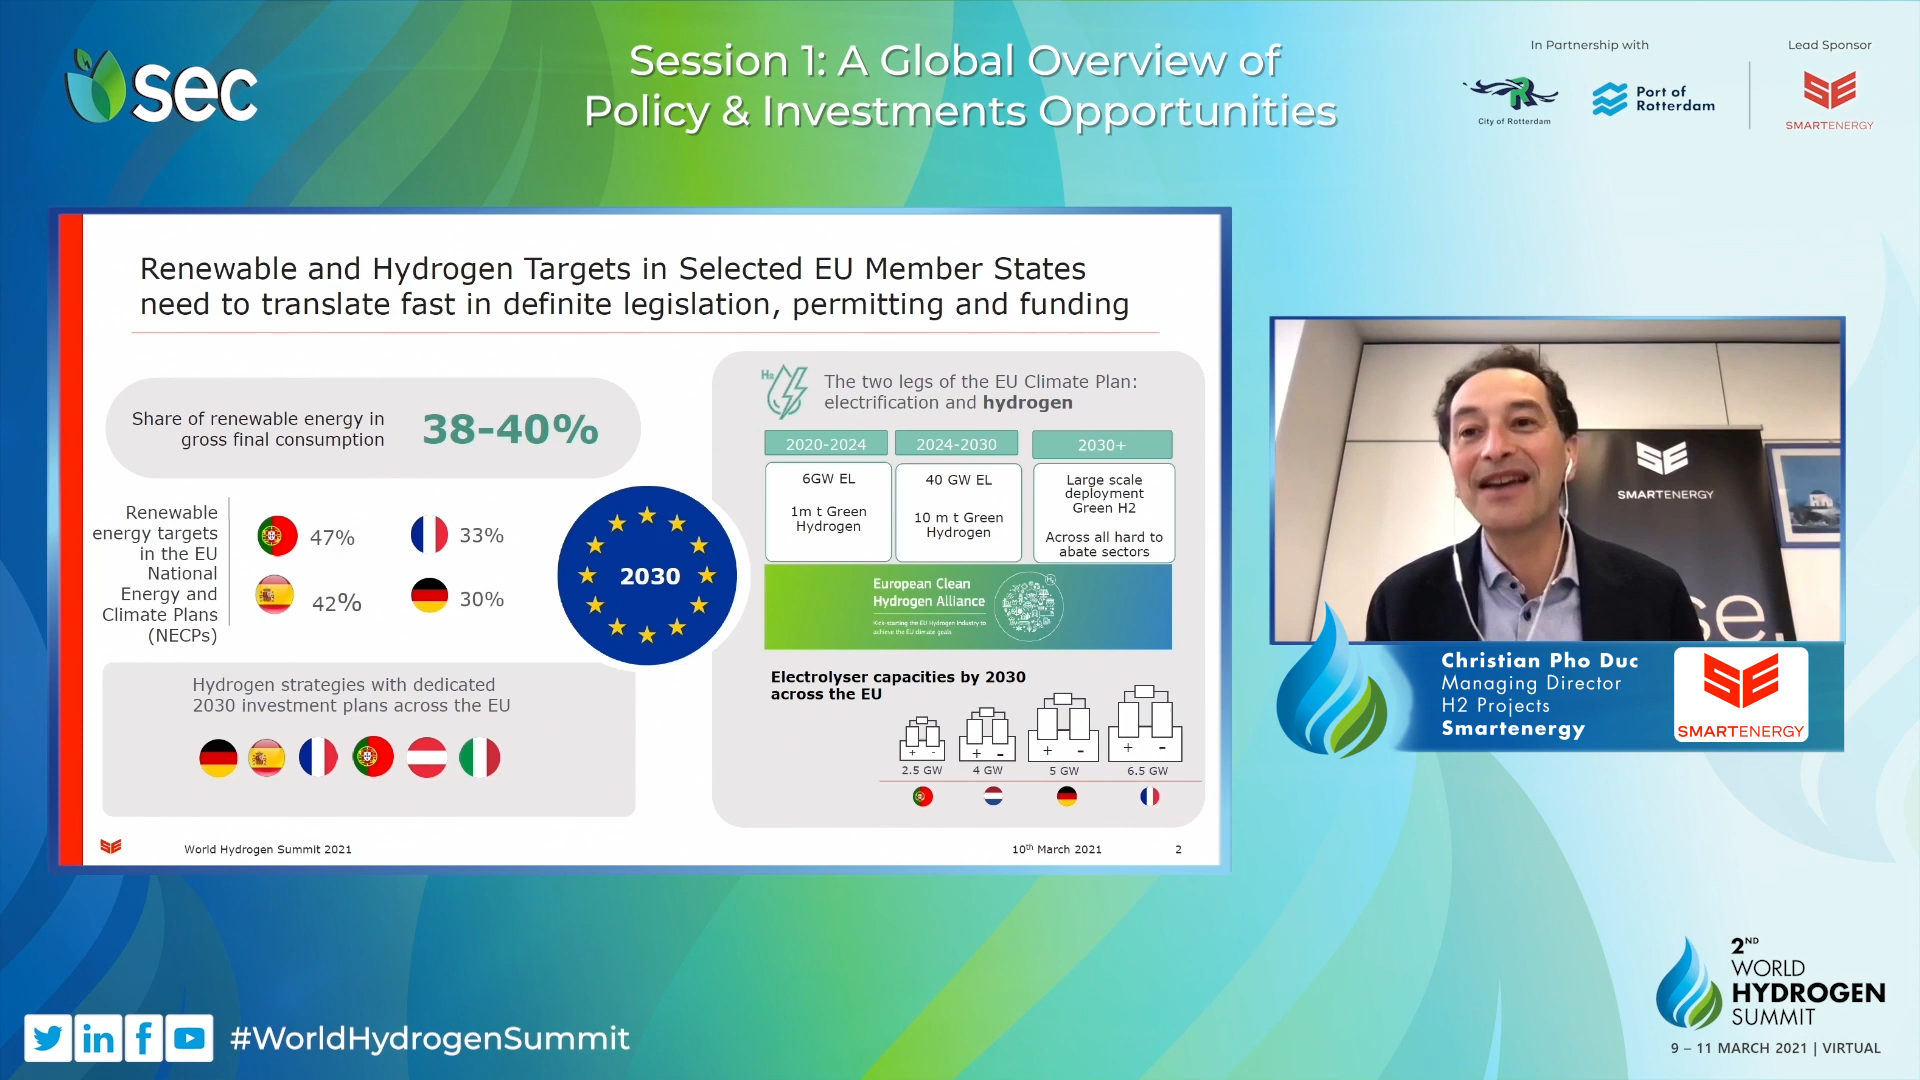 sec
Session 1: A Global Overview of
Policy & Investments Opportunities
In Partnership with
Lead Sponsor
R
City of Rotterdam
Port of
Rotterdam
SMARTENERGY
Renewable and Hydrogen Targets in Selected EU Member States
need to translate fast in definite legislation, permitting and funding
Share of renewable energy in
gross final consumption
38-40%
Renewable
energy targets
in the EU
National
Energy and
Climate Plans
(NECPs)
47%
33%
42%
30%
2030
Hydrogen strategies with dedicated
2030 investment plans across the EU
H₂
The two legs of the EU Climate Plan:
electrification and hydrogen
2020-2024
2024-2030
2030+
6GW EL
1m t Green
Hydrogen
40 GW EL
10 m t Green
Hydrogen
Large scale
deployment
Green H2
Across all hard to
abate sectors
European Clean
Hydrogen Alliance
Kick-starting the EU Hydrogen Industry to
achieve the EU climate goals
H₂
Electrolyser capacities by 2030
across the EU
+ -
+ -
+ -
+ -
2.5 GW
4 GW
5 GW
6.5 GW
World Hydrogen Summit 2021
10th March 2021
2
SMARTENERGY
se.
Christian Pho Duc
Managing Director
H2 Projects
Smartenergy
SMARTENERGY
#WorldHydrogenSummit
2ND
WORLD
HYDROGEN
SUMMIT
9 – 11 MARCH 2021 | VIRTUAL